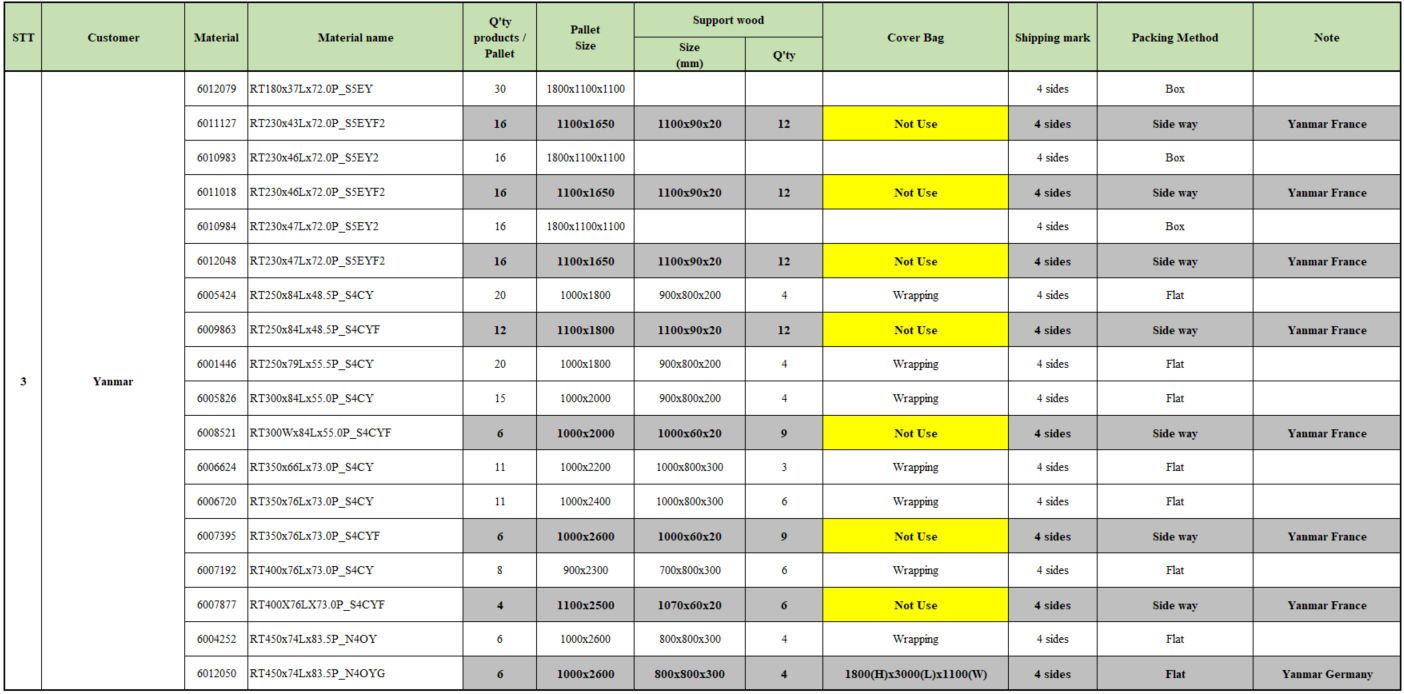 STT Customer Material Material name Q'ty products / Pallet Pallet Size Support wood Size (mm) Q'ty Cover Bag Shipping mark Packing Method Note
3 Yanmar
6012079 RT180x37Lx72.0P_S5EY 30 1800x1100x1100 4 sides Box
6011127 RT230x43Lx72.0P_S5EYF2 16 1100x1650 1100x90x20 12 Not Use 4 sides Side way Yanmar France
6010983 RT230x46Lx72.0P_S5EY2 16 1800x1100x1100 4 sides Box
6011018 RT230x46Lx72.0P_S5EYF2 16 1100x1650 1100x90x20 12 Not Use 4 sides Side way Yanmar France
6010984 RT230x47Lx72.0P_S5EY2 16 1800x1100x1100 4 sides Box
6012048 RT230x47Lx72.0P_S5EYF2 16 1100x1650 1100x90x20 12 Not Use 4 sides Side way Yanmar France
6005424 RT250x84Lx48.5P_S4CY 20 1000x1800 900x800x200 4 Wrapping 4 sides Flat
6009863 RT250x84Lx48.5P_S4CYF 12 1100x1800 1100x90x20 12 Not Use 4 sides Side way Yanmar France
6001446 RT250x79Lx55.5P_S4CY 20 1000x1800 900x800x200 4 Wrapping 4 sides Flat
6005826 RT300x84Lx55.0P_S4CY 15 1000x2000 900x800x200 4 Wrapping 4 sides Flat
6008521 RT300Wx84Lx55.0P_S4CYF 6 1000x2000 1000x60x20 9 Not Use 4 sides Side way Yanmar France
6006624 RT350x66Lx73.0P_S4CY 11 1000x2200 1000x800x300 3 Wrapping 4 sides Flat
6006720 RT350x76Lx73.0P_S4CY 11 1000x2400 1000x800x300 6 Wrapping 4 sides Flat
6007395 RT350x76Lx73.0P_S4CYF 6 1000x2600 1000x60x20 9 Not Use 4 sides Side way Yanmar France
6007192 RT400x76Lx73.0P_S4CY 8 900x2300 700x800x300 6 Wrapping 4 sides Flat
6007877 RT400X76LX73.0P_S4CYF 4 1100x2500 1070x60x20 6 Not Use 4 sides Side way Yanmar France
6004252 RT450x74Lx83.5P_N4OY 6 1000x2600 800x800x300 4 Wrapping 4 sides Flat
6012050 RT450x74Lx83.5P_N4OYG 6 1000x2600 800x800x300 4 1800(H)x3000(L)x1100(W) 4 sides Flat Yanmar Germany